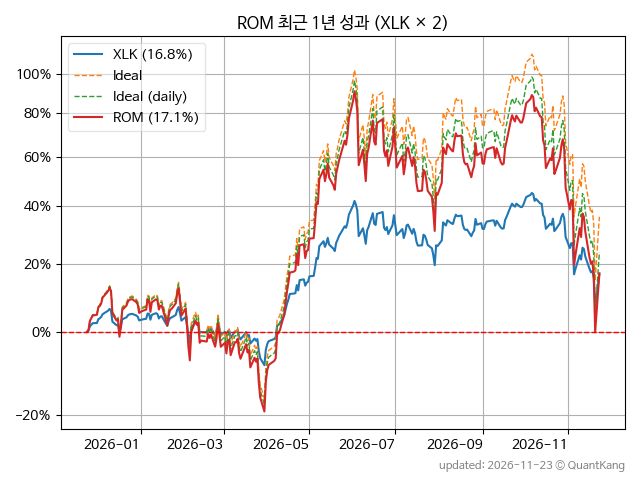 ROM 최근 1년 성과 (XLK × 2)
XLK (16.8%)
Ideal
Ideal (daily)
ROM (17.1%)
100%
80%
60%
40%
20%
0%
−20%
2026−01 2026−03 2026−05 2026−07 2026−09 2026−11
updated: 2026-11-23 © QuantKang